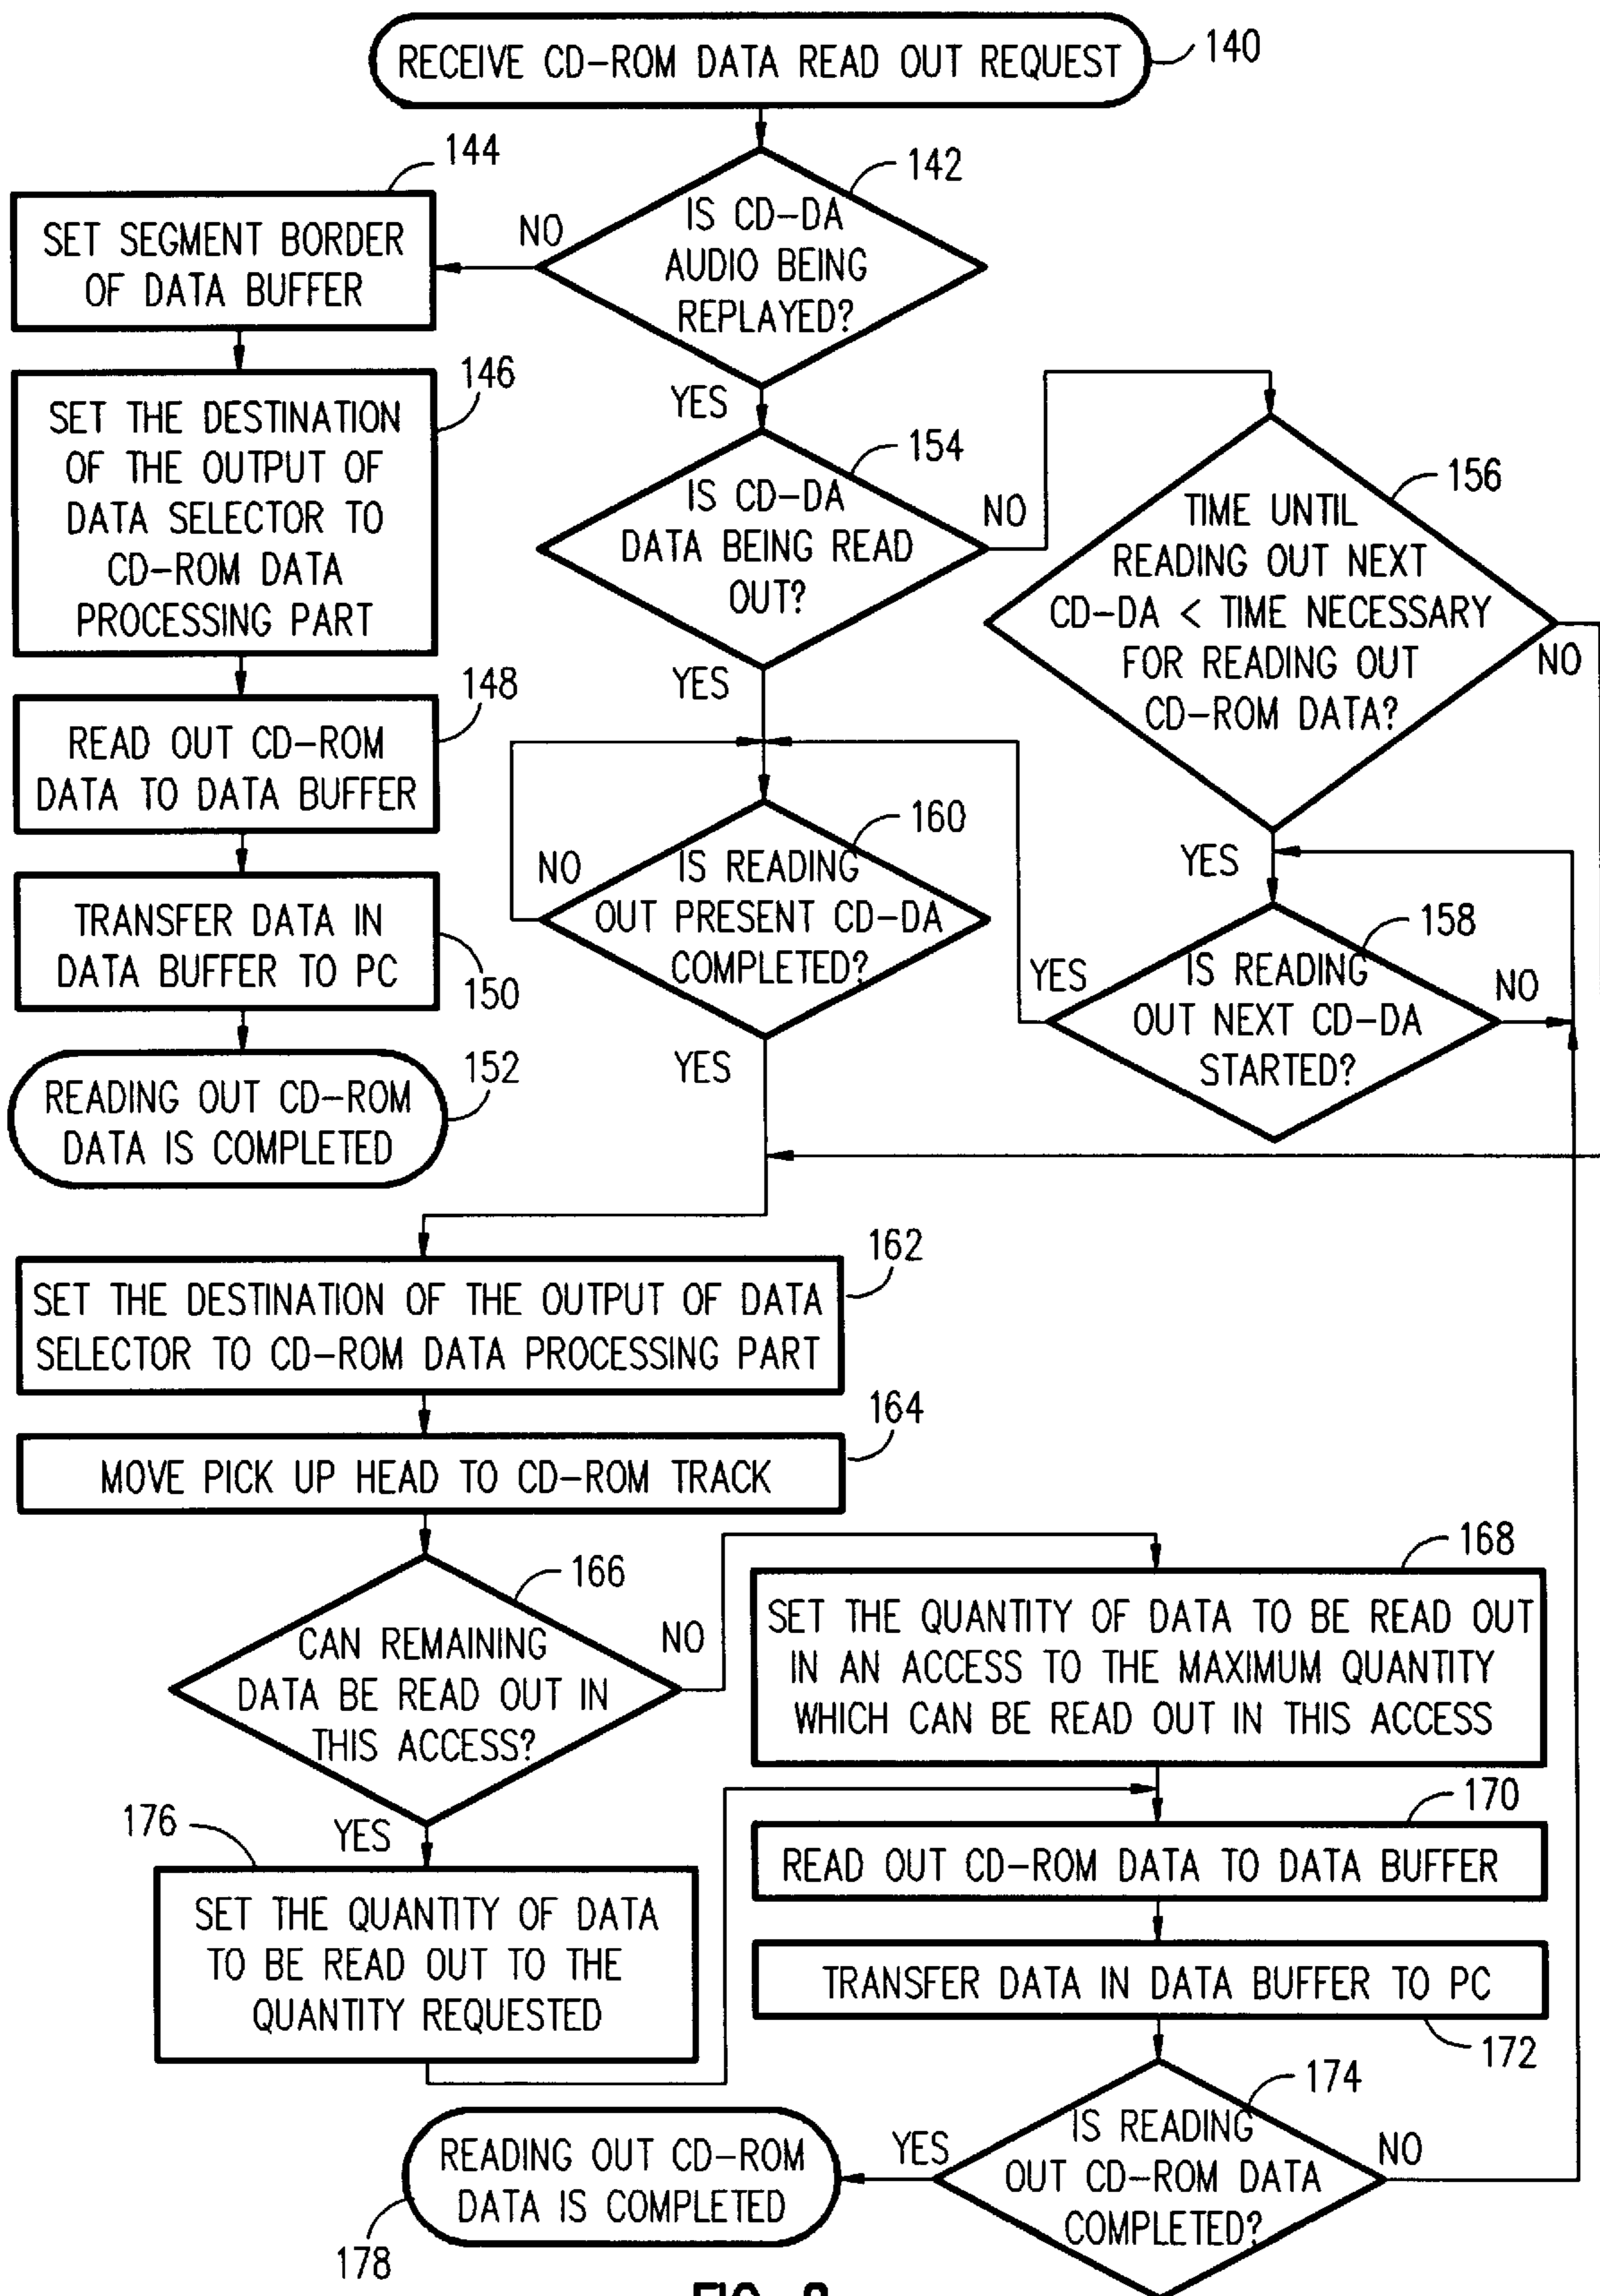 RECEIVE CD-ROM DATA READ OUT REQUEST
140
142
IS CD-DA
AUDIO BEING
REPLAYED?
NO
YES
144
SET SEGMENT BORDER
OF DATA BUFFER
146
SET THE DESTINATION
OF THE OUTPUT OF
DATA SELECTOR TO
CD-ROM DATA
PROCESSING PART
148
READ OUT CD-ROM
DATA TO DATA BUFFER
TRANSFER DATA IN
DATA BUFFER TO PC
150
152
READING OUT CD-ROM
DATA IS COMPLETED
154
IS CD-DA
DATA BEING READ
OUT?
NO
YES
156
TIME UNTIL
READING OUT NEXT
CD-DA < TIME NECESSARY
FOR READING OUT
CD-ROM DATA?
NO
YES
160
NO
IS READING
OUT PRESENT CD-DA
COMPLETED?
YES
158
YES
IS READING
OUT NEXT CD-DA
STARTED?
NO
162
SET THE DESTINATION OF THE OUTPUT OF DATA
SELECTOR TO CD-ROM DATA PROCESSING PART
164
MOVE PICK UP HEAD TO CD-ROM TRACK
166
CAN REMAINING
DATA BE READ OUT IN
THIS ACCESS?
NO
YES
168
SET THE QUANTITY OF DATA TO BE READ OUT
IN AN ACCESS TO THE MAXIMUM QUANTITY
WHICH CAN BE READ OUT IN THIS ACCESS
176
SET THE QUANTITY OF DATA
TO BE READ OUT TO THE
QUANTITY REQUESTED
170
READ OUT CD-ROM DATA TO DATA BUFFER
TRANSFER DATA IN DATA BUFFER TO PC
172
174
IS READING
OUT CD-ROM DATA
COMPLETED?
YES
NO
READING OUT CD-ROM
DATA IS COMPLETED
178